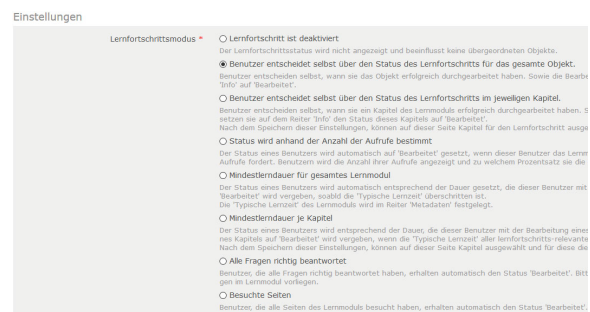 Einstellungen
Lernfortschrittsmodus *
Lernfortschritt ist deaktiviert
Der Lernfortschrittsstatus wird nicht angezeigt und beeinflusst keine übergeordneten Objekte.
Benutzer entscheidet selbst über den Status des Lernfortschritts für das gesamte Objekt.
Benutzer entscheiden selbst, wann sie das Objekt erfolgreich durchgearbeitet haben. Sowie die Bearbe
'Info' auf 'Bearbeitet'.
Benutzer entscheidet selbst über den Status des Lernfortschritts im jeweiligen Kapitel.
Benutzer entscheiden selbst, wann sie ein Kapitel des Lernmoduls erfolgreich durchgearbeitet haben. S
setzen sie auf dem Reiter 'Info' den Status dieses Kapitels auf 'Bearbeitet'.
Nach dem Speichern dieser Einstellungen, können auf dieser Seite Kapitel für den Lernfortschritt ausge
Status wird anhand der Anzahl der Aufrufe bestimmt
Der Status eines Benutzers wird automatisch auf 'Bearbeitet' gesetzt, wenn dieser Benutzer das Lernm
Aufrufe fordert. Benutzern wird die Anzahl ihrer Aufrufe angezeigt und zu welchem Prozentsatz sie die
Mindestlerndauer für gesamtes Lernmodul
Der Status eines Benutzers wird automatisch entsprechend der Dauer gesetzt, die dieser Benutzer mit
'Bearbeitet' wird vergeben, soabld die 'Typische Lernzeit' überschritten ist.
Die 'Typische Lernzeit' des Lernmoduls wird im Reiter 'Metadaten' festgelegt.
Mindestlerndauer je Kapitel
Der Status eines Benutzers wird entsprechend der Dauer, die dieser Benutzer mit der Bearbeitung eines
nes Kapitels auf 'Bearbeitet' wird vergeben, wenn die 'Typische Lernzeit' aller lernfortschritts-relevante
Nach dem Speichern dieser Einstellungen, können auf dieser Seite Kapitel ausgewählt und für diese die
Alle Fragen richtig beantwortet
Benutzer, die alle Fragen richtig beantwortet haben, erhalten automatisch den Status 'Bearbeitet'. Bitt
gen im Lernmodul vorliegen.
Besuchte Seiten
Benutzer, die alle Seiten des Lernmoduls besucht haben, erhalten automatisch den Status 'Bearbeitet'.